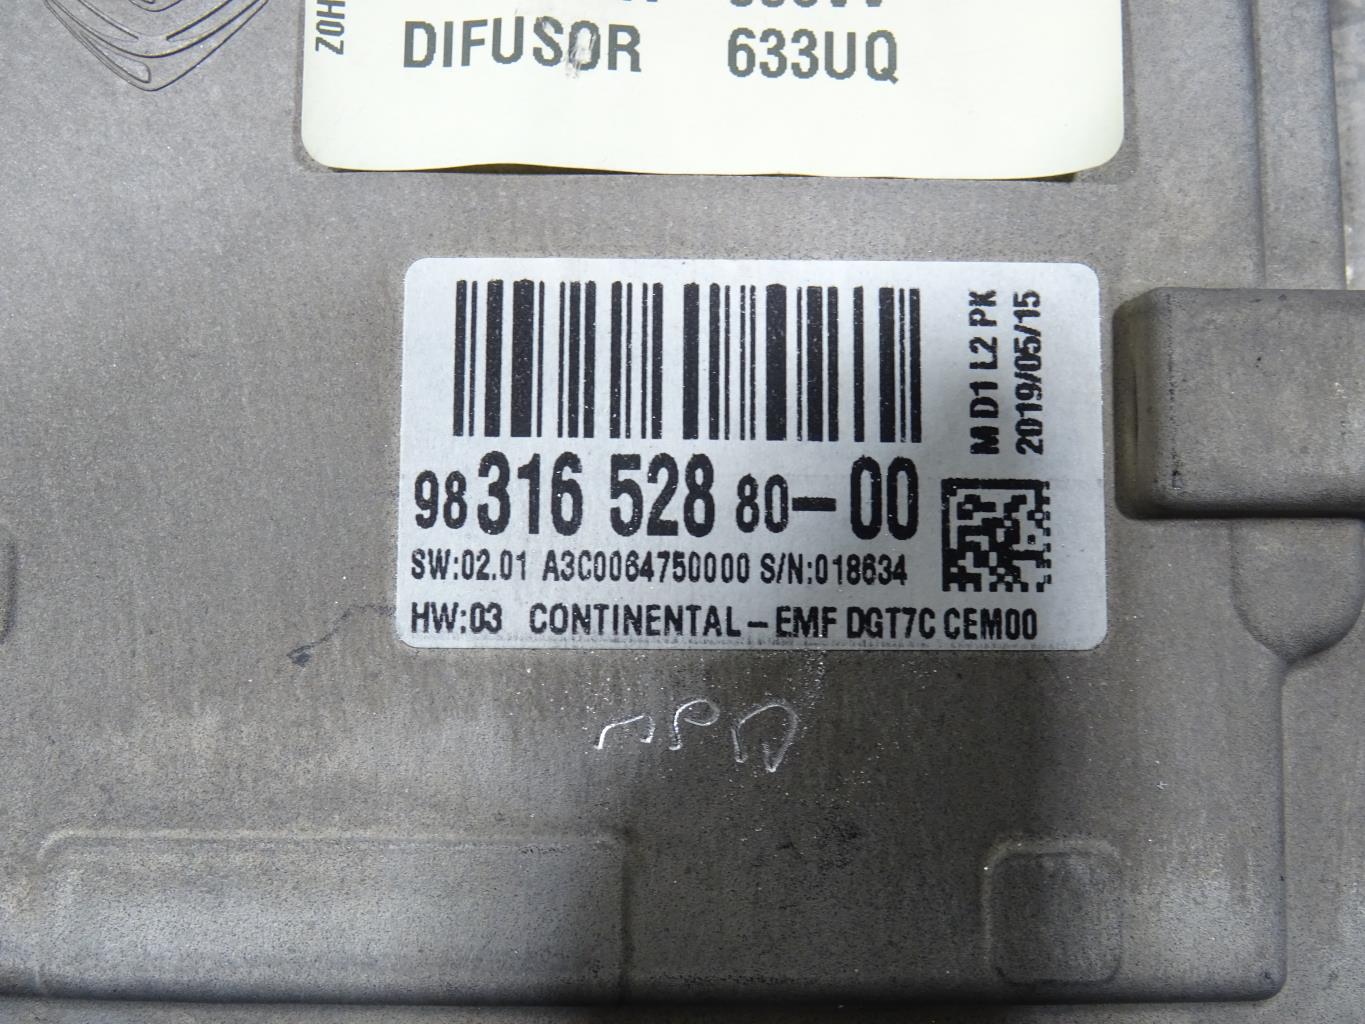 ZOH
DIFUSOR 633UQ
M D1 L2 PK
2019/05/15
98 316 528 80-00
SW:02.01 A3C0064750000 S/N:018634
HW:03 CONTINENTAL-EMF DGT7C CEM00